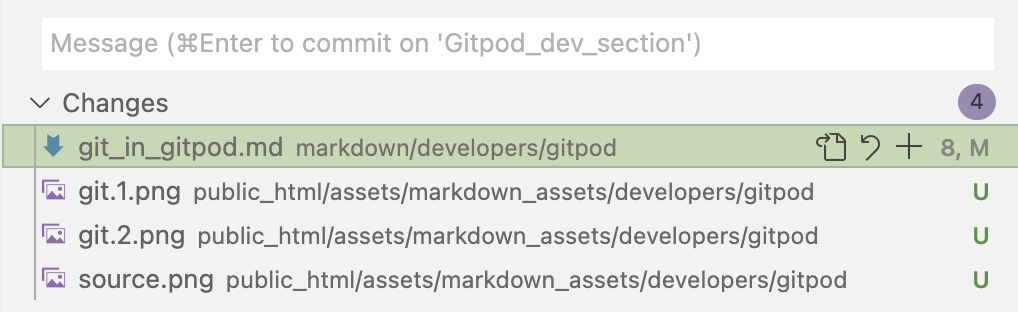 Message (⌘Enter to commit on 'Gitpod_dev_section')
Changes 4
git_in_gitpod.md markdown/developers/gitpod 8, M
git.1.png public_html/assets/markdown_assets/developers/gitpod U
git.2.png public_html/assets/markdown_assets/developers/gitpod U
source.png public_html/assets/markdown_assets/developers/gitpod U